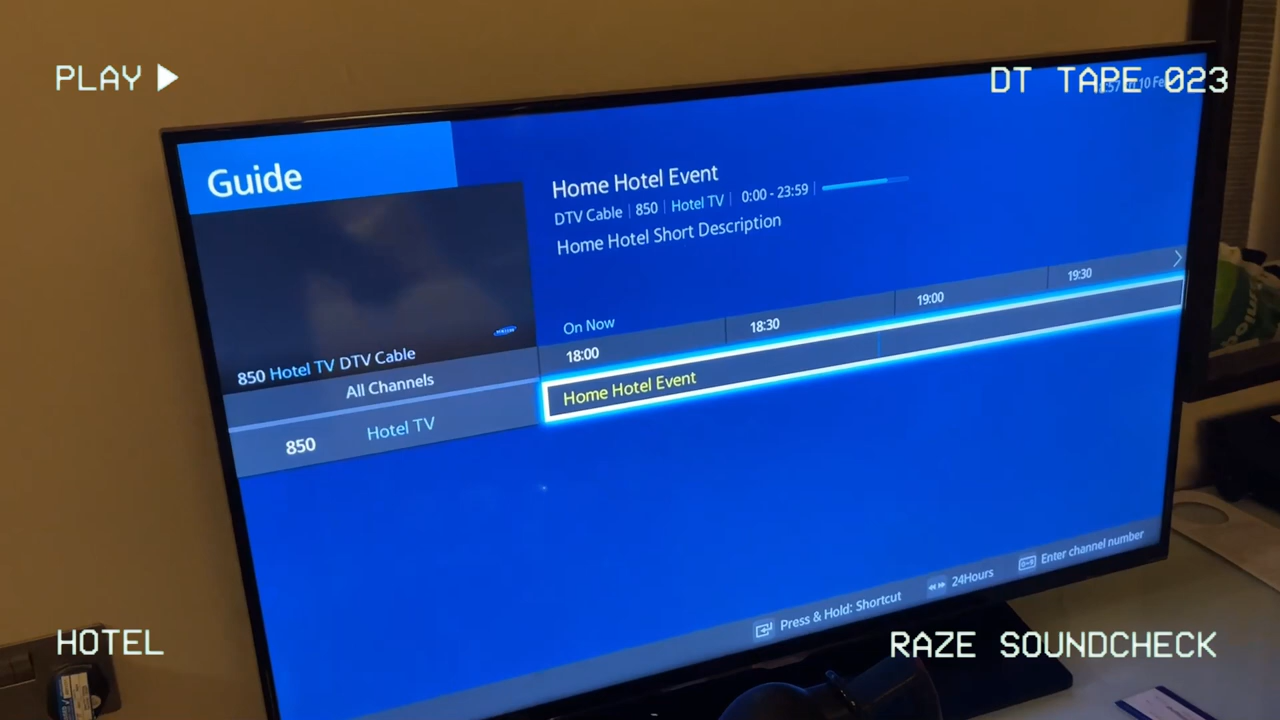 PLAY
DT TAPE 023
Guide
Home Hotel Event
DTV Cable | 850 | Hotel TV | 0:00 - 23:59
Home Hotel Short Description
850 Hotel TV DTV Cable
All Channels
850 Hotel TV
On Now
18:00 18:30 19:00 19:30
Home Hotel Event
Press & Hold: Shortcut 24Hours Enter channel number
HOTEL
RAZE SOUNDCHECK